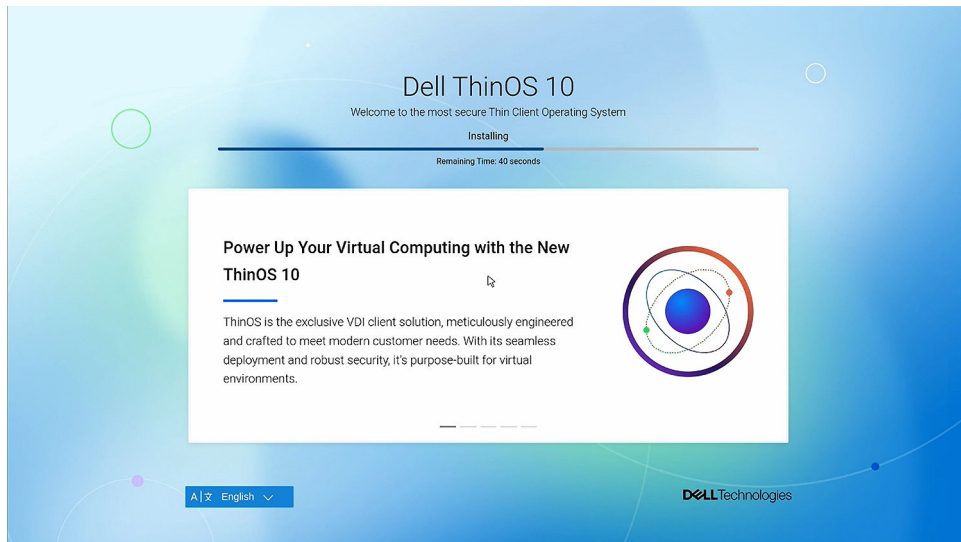 Dell ThinOS 10
Welcome to the most secure Thin Client Operating System
Installing
Remaining Time: 40 seconds
Power Up Your Virtual Computing with the New
ThinOS 10
ThinOS is the exclusive VDI client solution, meticulously engineered
and crafted to meet modern customer needs. With its seamless
deployment and robust security, it's purpose-built for virtual
environments.
A|文 English
DELLTechnologies